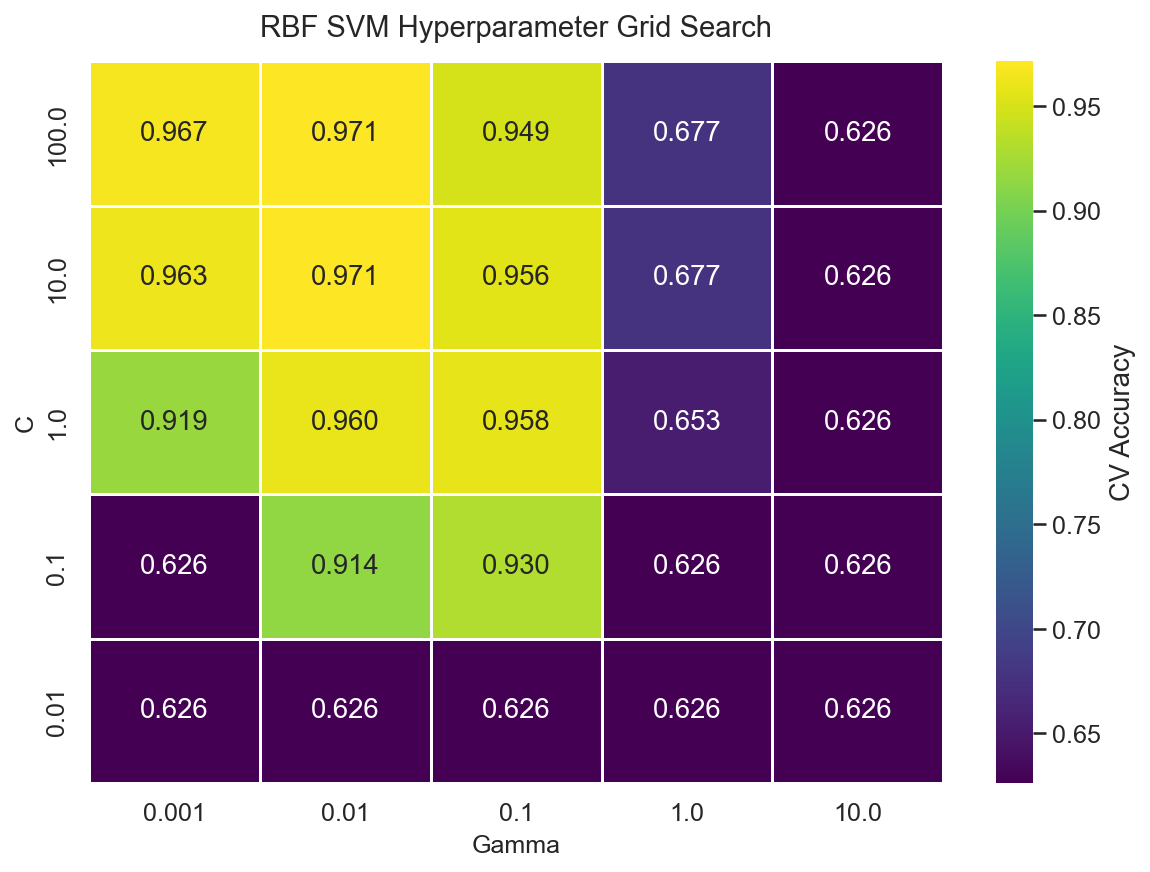 RBF SVM Hyperparameter Grid Search
100.0 0.967 0.971 0.949 0.677 0.626
10.0 0.963 0.971 0.956 0.677 0.626
1.0 0.919 0.960 0.958 0.653 0.626
0.1 0.626 0.914 0.930 0.626 0.626
0.01 0.626 0.626 0.626 0.626 0.626
C
0.001 0.01 0.1 1.0 10.0
Gamma
0.95
0.90
0.85
0.80
0.75
0.70
0.65
CV Accuracy